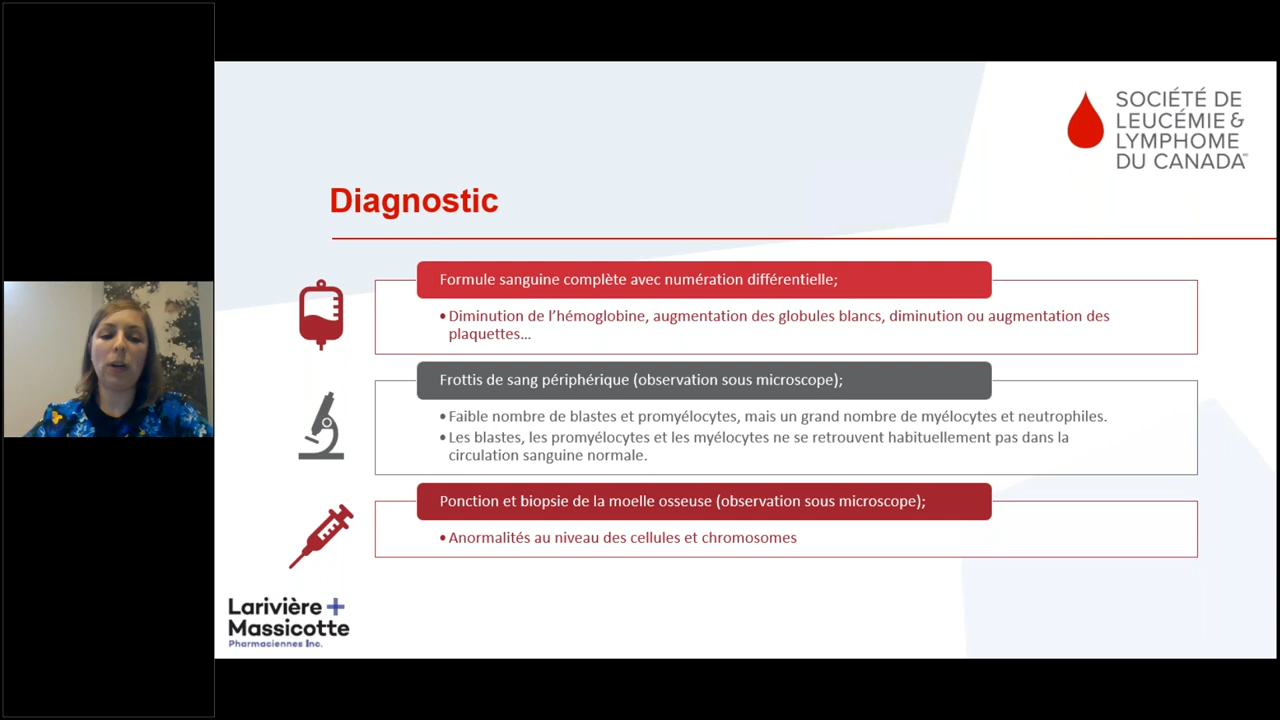 SOCIÉTÉ DE
LEUCÉMIE &
LYMPHOME
DU CANADA
Diagnostic
Formule sanguine complète avec numération différentielle;
•Diminution de l'hémoglobine, augmentation des globules blancs, diminution ou augmentation des
plaquettes...
Frottis de sang périphérique (observation sous microscope);
•Faible nombre de blastes et promyélocytes, mais un grand nombre de myélocytes et neutrophiles.
•Les blastes, les promyélocytes et les myélocytes ne se retrouvent habituellement pas dans la
circulation sanguine normale.
Ponction et biopsie de la moelle osseuse (observation sous microscope);
•Anormalités au niveau des cellules et chromosomes
Larivière +
Massicotte
Pharmaciennes Inc.